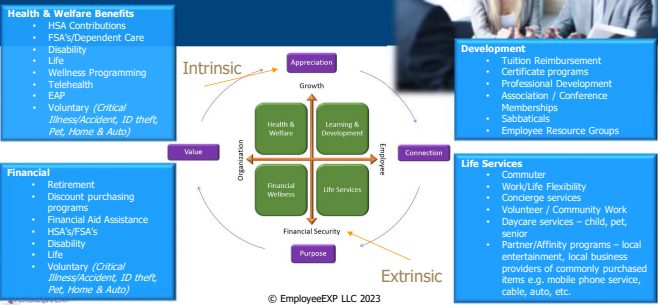 Health & Welfare Benefits
• HSA Contributions
• FSA's/Dependent Care
• Disability
• Life
• Wellness Programming
• Telehealth
• EAP
• Voluntary (Critical
Illness/Accident, ID theft,
Pet, Home & Auto)
Financial
• Retirement
• Discount purchasing
programs
• Financial Aid Assistance
• HSA's/FSA's
• Disability
• Life
• Voluntary (Critical
Illness/Accident, ID theft,
Pet, Home & Auto)
Intrinsic
Appreciation
Growth
Health &
Welfare
Learning &
Development
Value
Organization
Employee
Connection
Financial
Wellness
Life Services
Financial Security
Purpose
Extrinsic
© EmployeeEXP LLC 2023
Development
• Tuition Reimbursement
• Certificate programs
• Professional Development
• Association / Conference
Memberships
• Sabbaticals
• Employee Resource Groups
Life Services
• Commuter
• Work/Life Flexibility
• Concierge services
• Volunteer / Community Work
• Daycare services – child, pet,
senior
• Partner/Affinity programs – local
entertainment, local business
providers of commonly purchased
items e.g. mobile phone service,
cable, auto, etc.